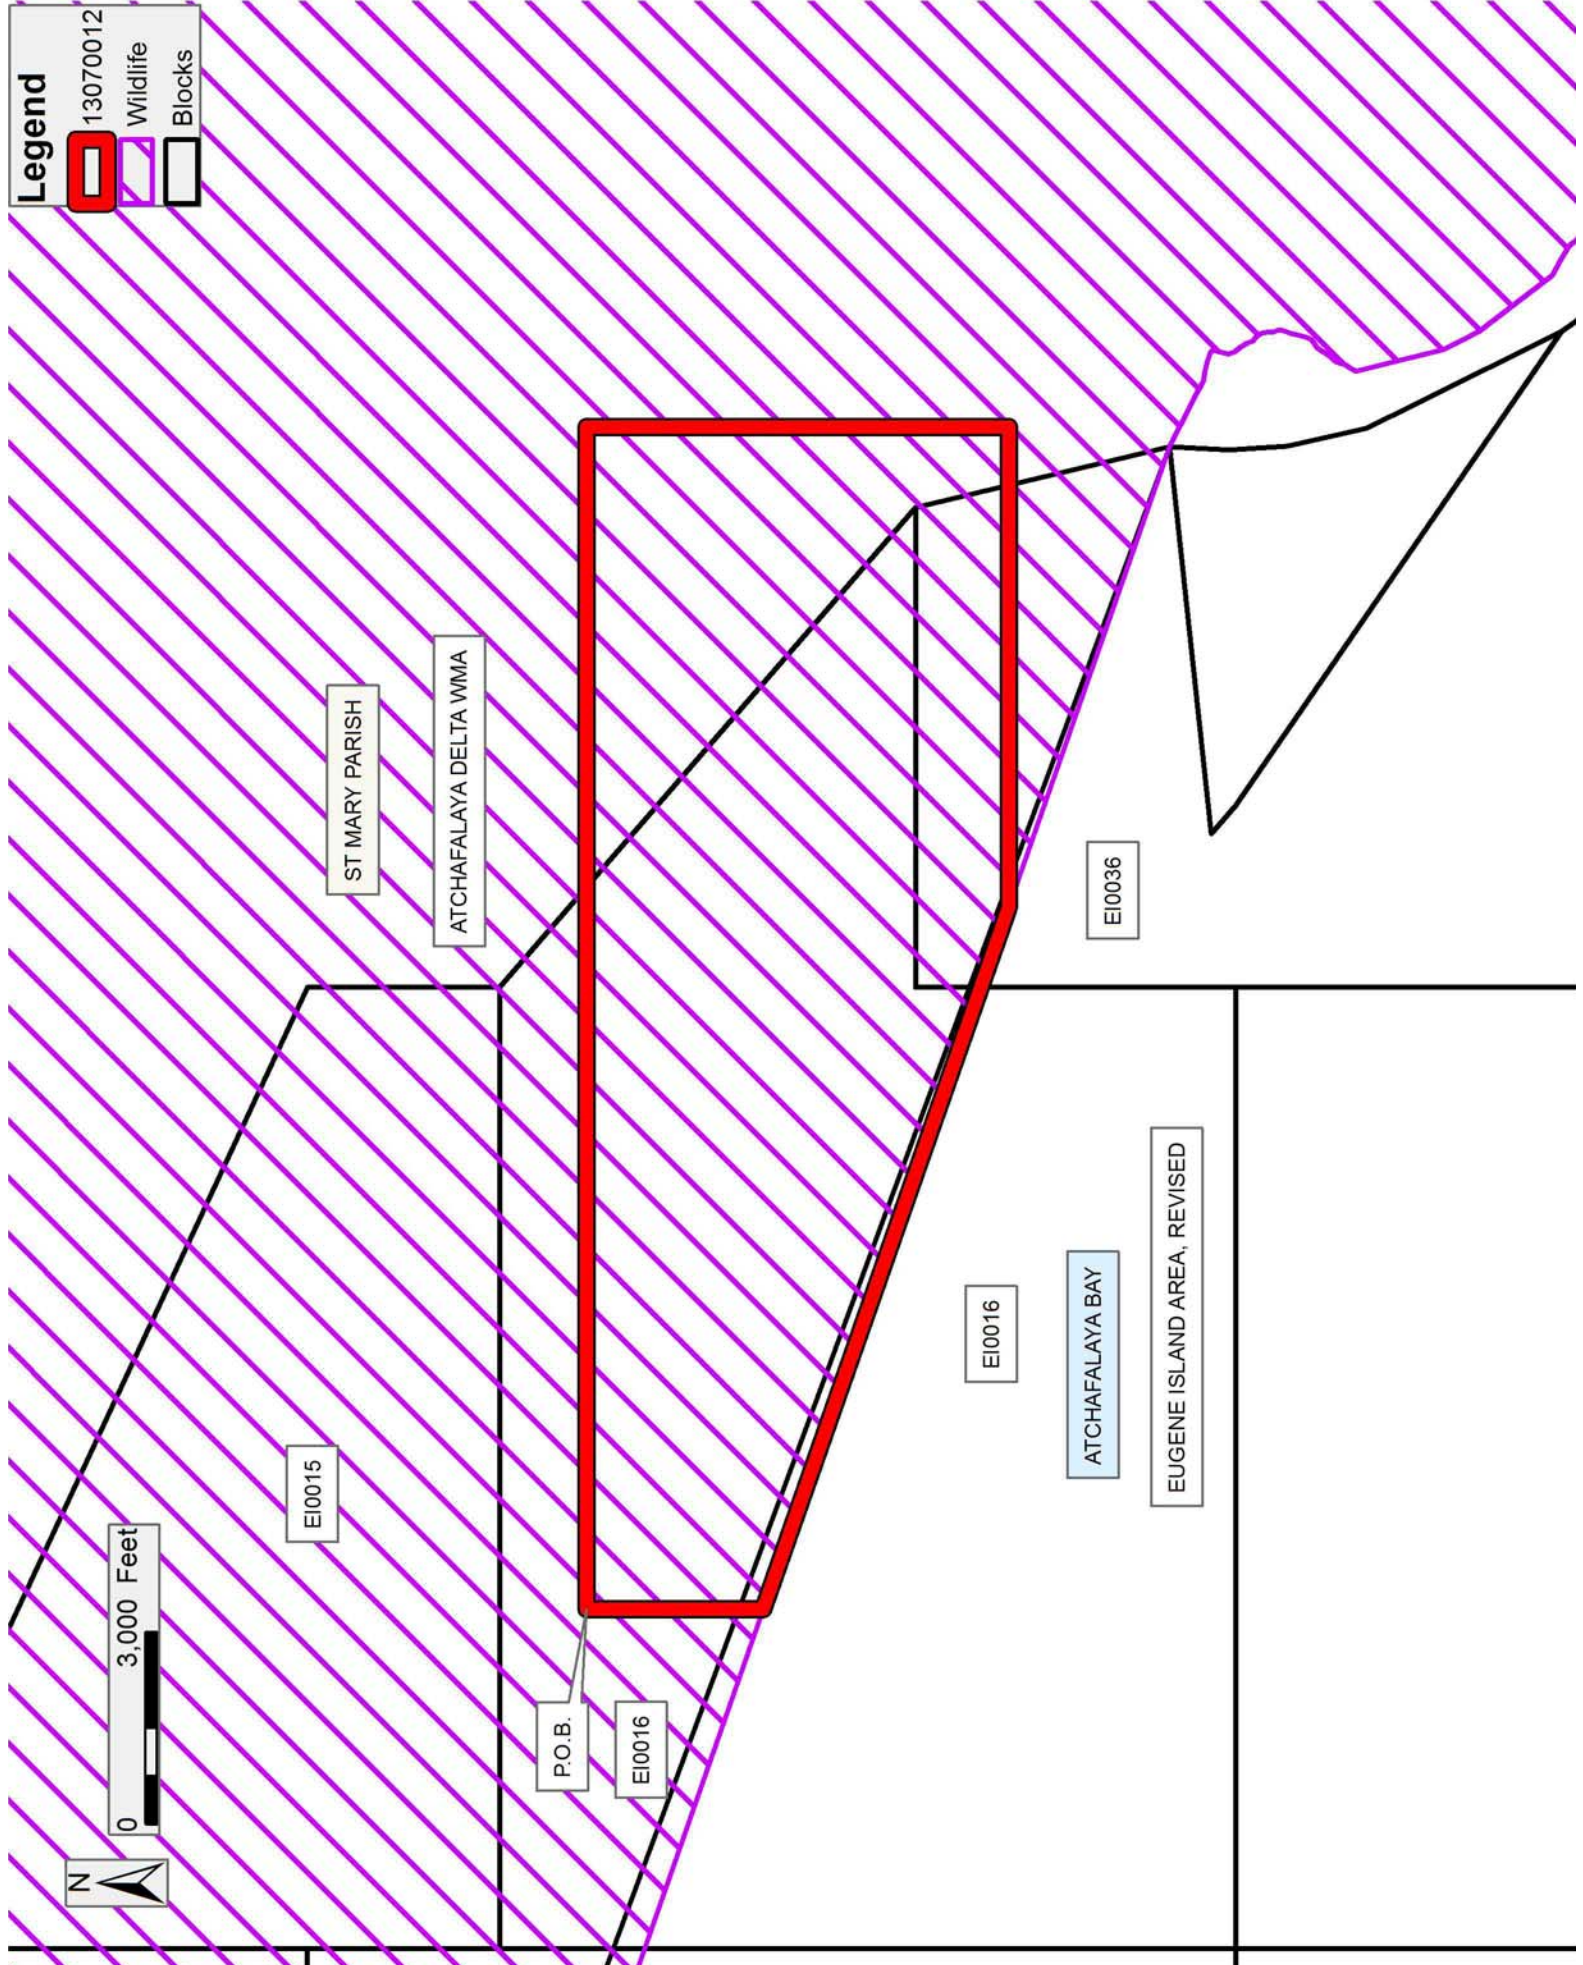 N
0 3,000 Feet
Legend
13070012
Wildlife
Blocks
ST MARY PARISH
EI0015
ATCHAFALAYA DELTA WMA
P.O.B.
EI0016
EI0016
EI0036
ATCHAFALAYA BAY
EUGENE ISLAND AREA, REVISED